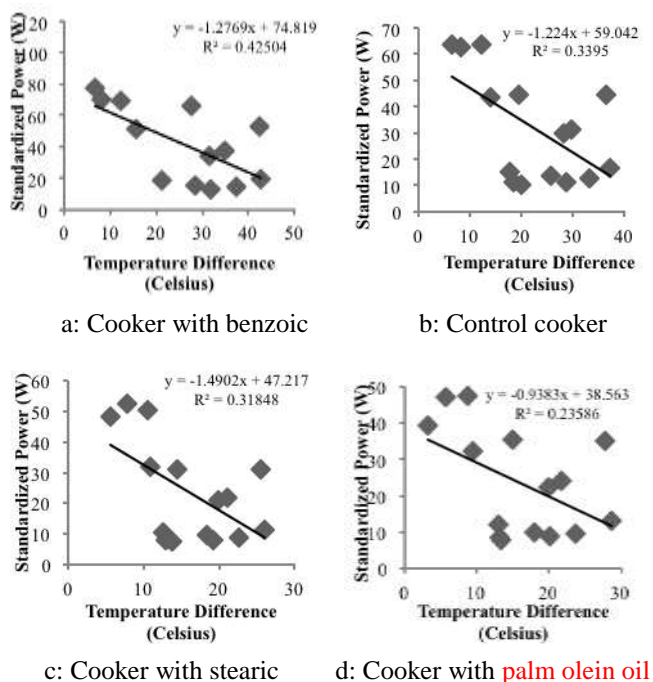 y = -1.2769x + 74.819
R² = 0.42504
Standardized Power (W)
120
100
80
60
40
20
0
0 10 20 30 40 50
Temperature Difference
(Celsius)
a: Cooker with benzoic
y = -1.224x + 59.042
R² = 0.3395
Standardized Power (W)
70
60
50
40
30
20
10
0
0 10 20 30 40
Temperature Difference
(Celsius)
b: Control cooker
y = -1.4902x + 47.217
R² = 0.31848
Standardized Power (W)
60
50
40
30
20
10
0
0 10 20 30
Temperature Difference
(Celsius)
c: Cooker with stearic
y = -0.9383x + 38.563
R² = 0.23586
Standardized Power (W)
50
40
30
20
10
0
0 10 20 30
Temperature Difference
(Celsius)
d: Cooker with palm olein oil